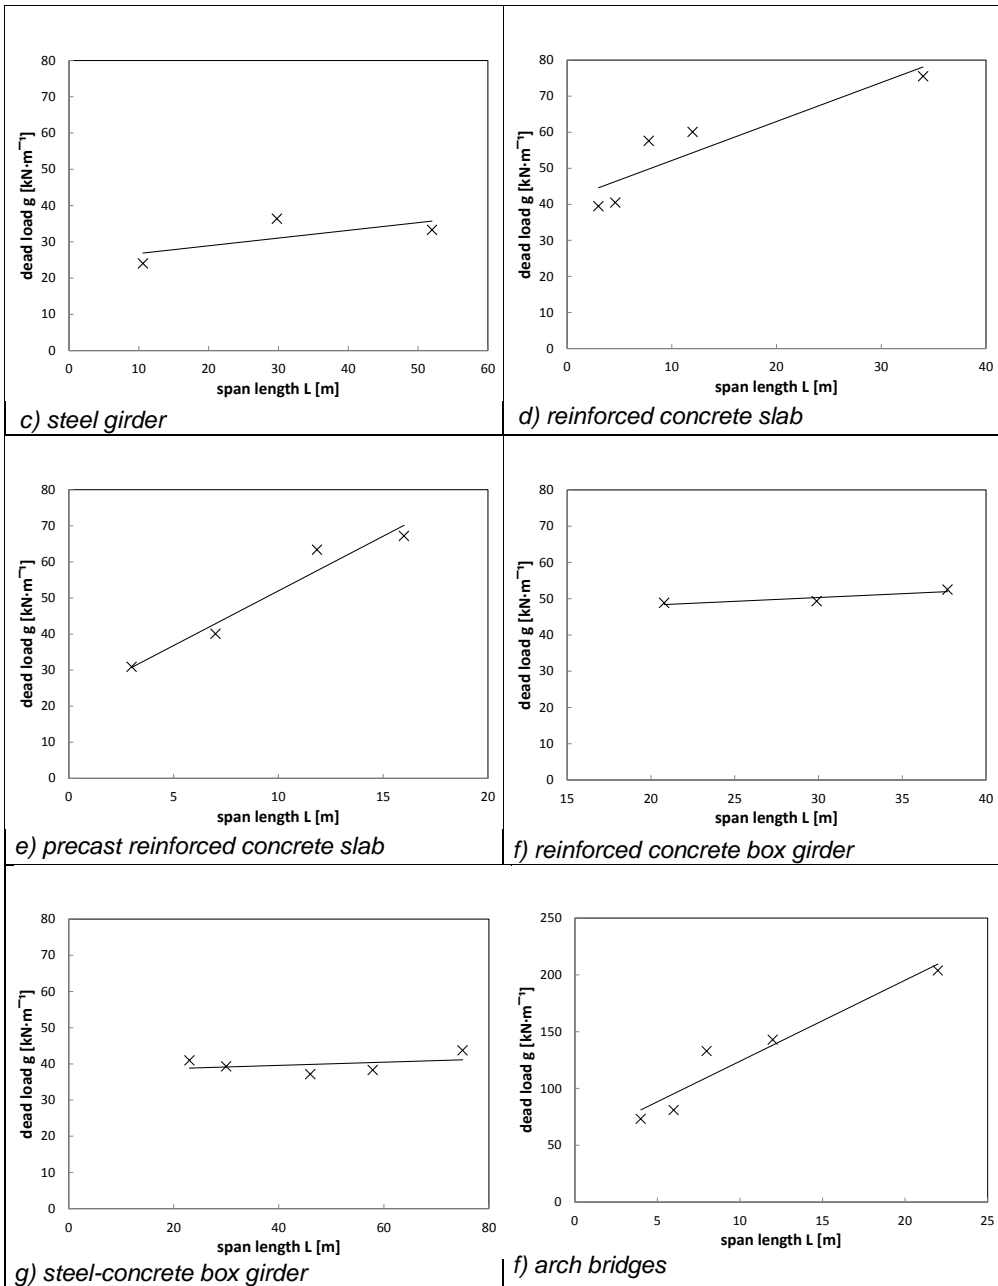 80
70
60
50
40
30
20
10
0
dead load g [kN·m⁻¹]
0 10 20 30 40 50 60
span length L [m]
c) steel girder
80
70
60
50
40
30
20
10
0
dead load g [kN·m⁻¹]
0 10 20 30 40
span length L [m]
d) reinforced concrete slab
80
70
60
50
40
30
20
10
0
dead load g [kN·m⁻¹]
0 5 10 15 20
span length L [m]
e) precast reinforced concrete slab
80
70
60
50
40
30
20
10
0
dead load g [kN·m⁻¹]
15 20 25 30 35 40
span length L [m]
f) reinforced concrete box girder
80
70
60
50
40
30
20
10
0
dead load g [kN·m⁻¹]
0 20 40 60 80
span length L [m]
g) steel-concrete box girder
250
200
150
100
50
0
dead load g [kN·m⁻¹]
0 5 10 15 20 25
span length L [m]
f) arch bridges